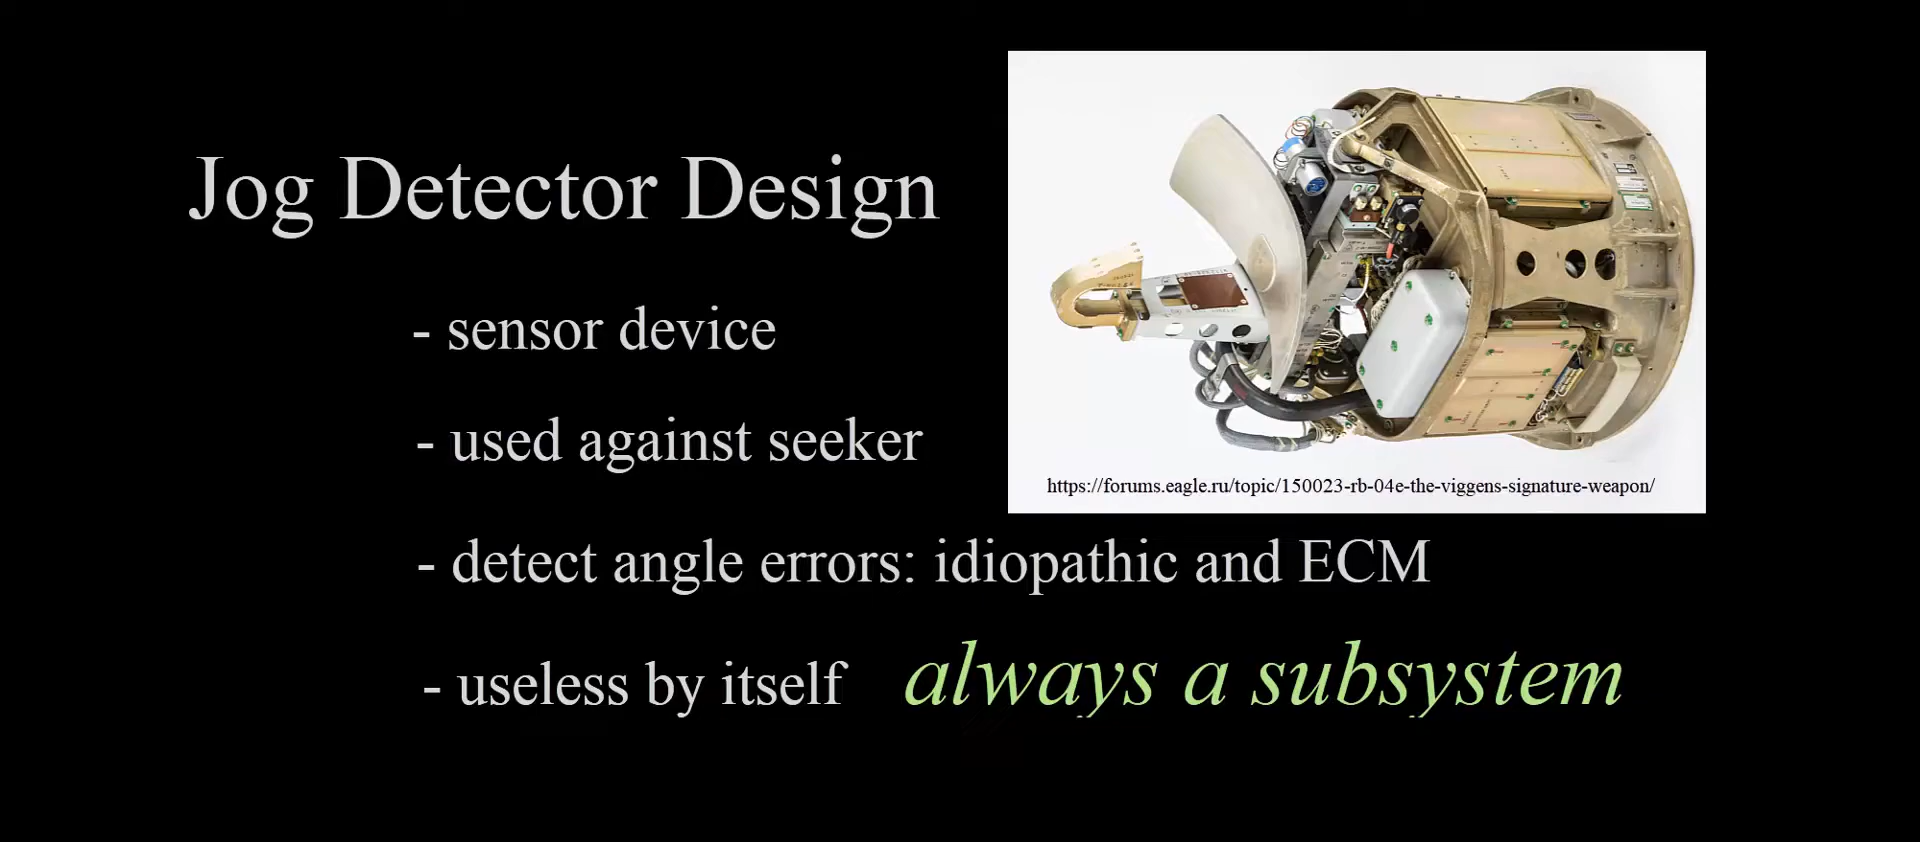 Jog Detector Design
- sensor device
- used against seeker
https://forums.eagle.ru/topic/150023-rb-04e-the-viggens-signature-weapon/
- detect angle errors: idiopathic and ECM
- useless by itself always a subsystem